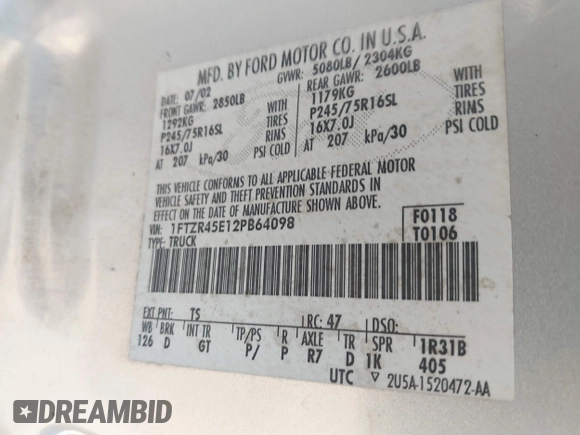 MFD. BY FORD MOTOR CO. IN U.S.A.
DATE: 07/02 GVWR: 5080LB/ 2304KG
FRONT GAWR: 2850LB REAR GAWR: 2600LB
1292KG WITH 1179KG WITH
P245/75R16SL TIRES P245/75R16SL TIRES
16X7.0J RIMS 16X7.0J RIMS
AT 207 kPa/30 PSI COLD AT 207 kPa/30 PSI COLD
THIS VEHICLE CONFORMS TO ALL APPLICABLE FEDERAL MOTOR
VEHICLE SAFETY AND THEFT PREVENTION STANDARDS IN
EFFECT ON THE DATE OF MANUFACTURE SHOWN ABOVE.
VIN: 1FTZR45E12PB64098 F0118
TYPE: TRUCK T0106
EXT PNT: TS RC: 47 DSO:
WB BRK INT TR TP/PS R AXLE TR SPR 1R31B
126 D GT P/ P R7 D 1K 405
UTC ▽ 2U5A-1520472-AA
DREAMBID